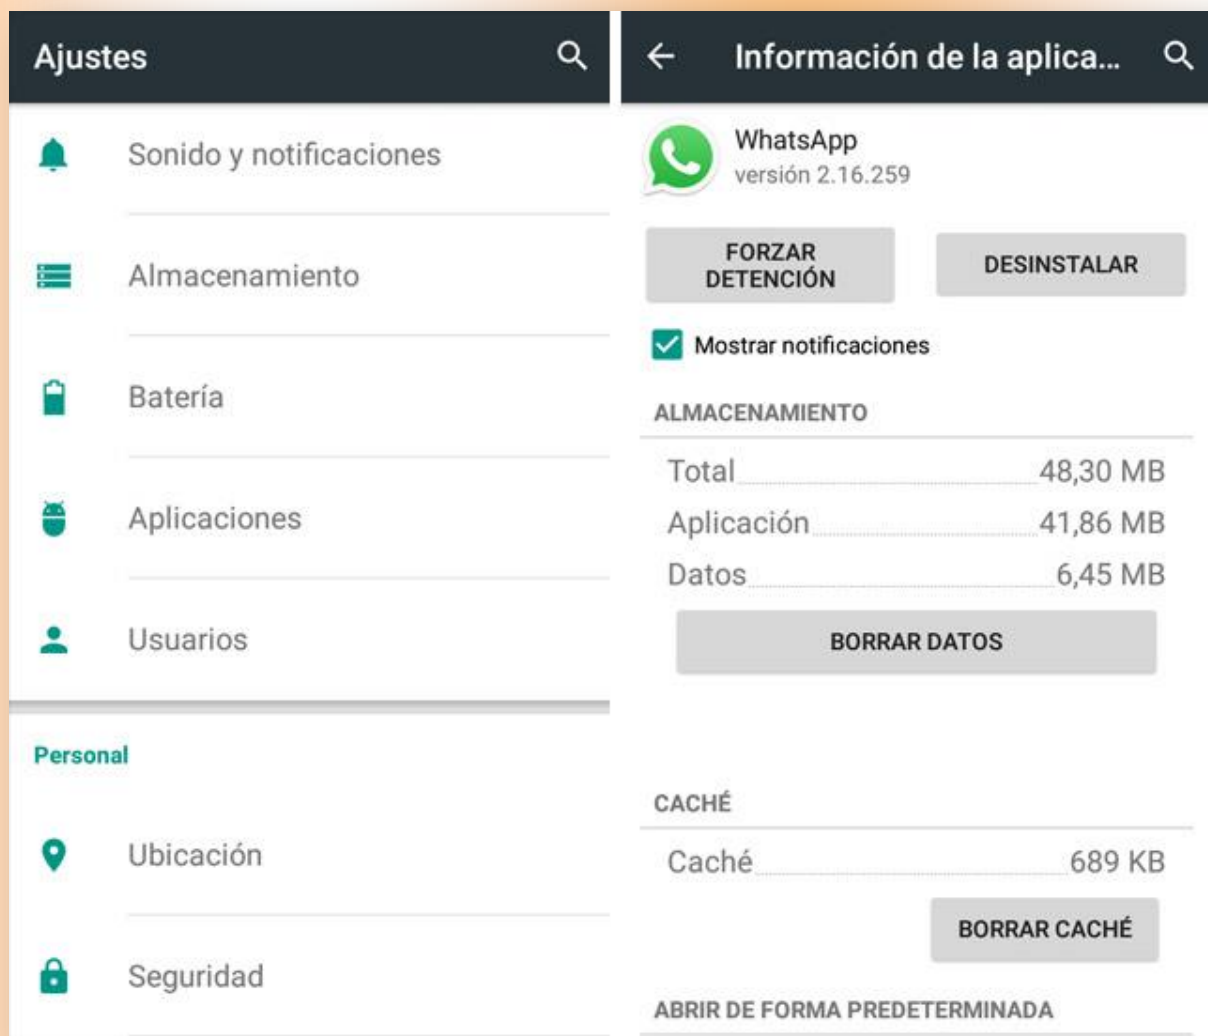 Ajustes
Sonido y notificaciones
Almacenamiento
Batería
Aplicaciones
Usuarios
Personal
Ubicación
Seguridad
Información de la aplica...
WhatsApp
versión 2.16.259
FORZAR
DETENCIÓN
DESINSTALAR
Mostrar notificaciones
ALMACENAMIENTO
Total 48,30 MB
Aplicación 41,86 MB
Datos 6,45 MB
BORRAR DATOS
CACHÉ
Caché 689 KB
BORRAR CACHÉ
ABRIR DE FORMA PREDETERMINADA